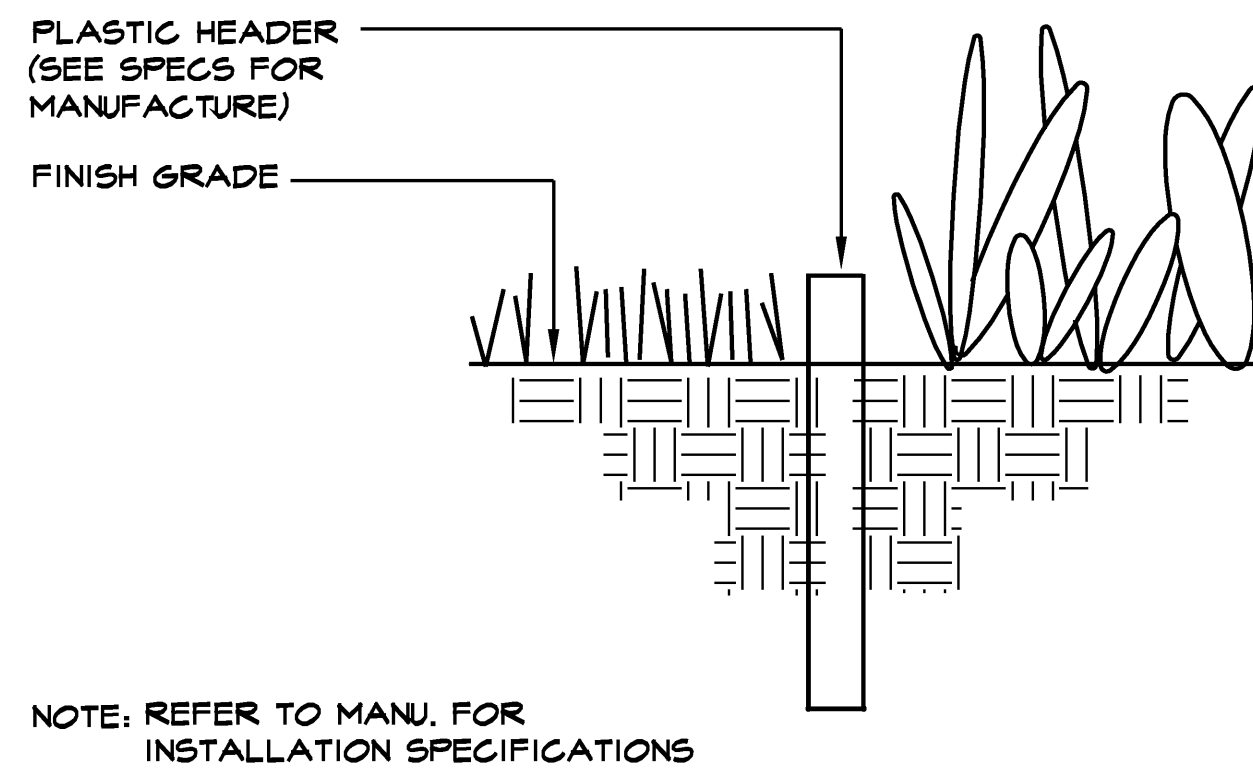 PLASTIC HEADER
(SEE SPECS FOR
MANUFACTURE)
FINISH GRADE
NOTE: REFER TO MANU. FOR
INSTALLATION SPECIFICATIONS